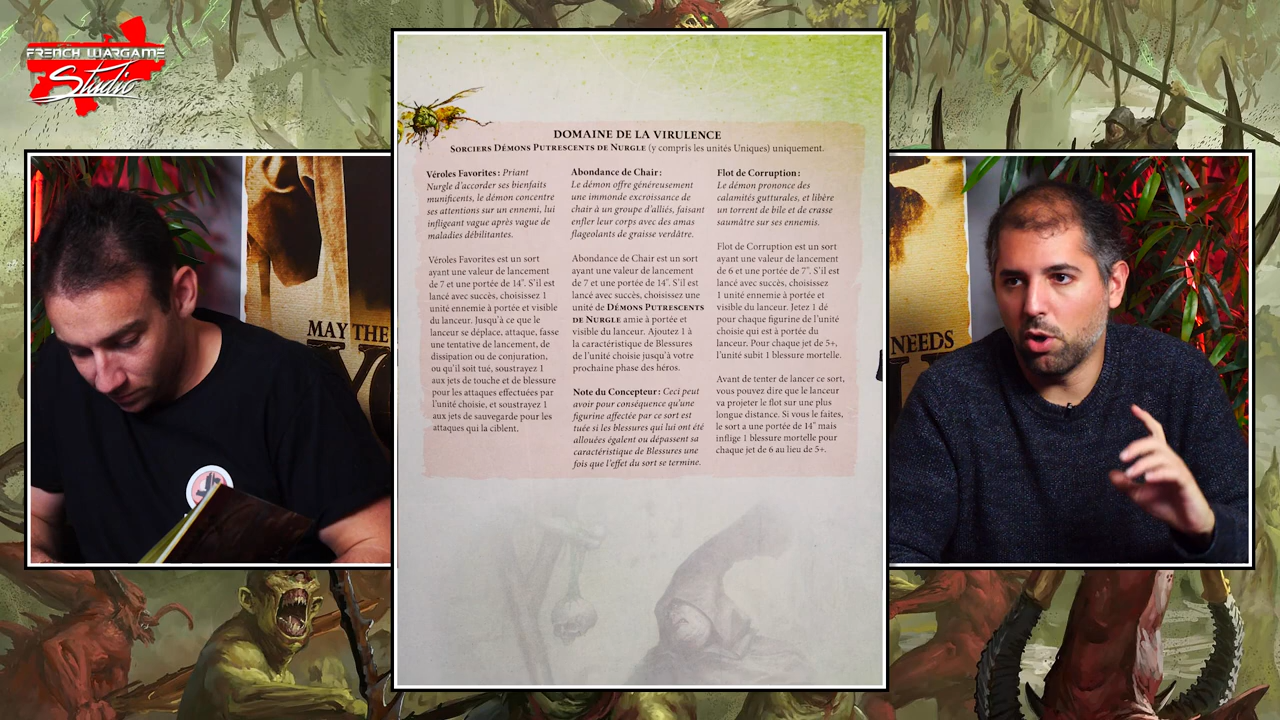 FRENCH WARGAME
Studio
DOMAINE DE LA VIRULENCE
SORCIERS DÉMONS PUTRESCENTS DE NURGLE (y compris les unités Uniques) uniquement.
Véroles Favorites : Priant
Nurgle d'accorder ses bienfaits
munificents, le démon concentre
ses attentions sur un ennemi, lui
infligeant vague après vague de
maladies débilitantes.
Véroles Favorites est un sort
ayant une valeur de lancement
de 7 et une portée de 14". S'il est
lancé avec succès, choisissez 1
unité ennemie à portée et visible
du lanceur. Jusqu'à ce que le
lanceur se déplace, attaque, fasse
une tentative de lancement, de
dissipation ou de conjuration,
ou qu'il soit tué, soustrayez 1
aux jets de touche et de blessure
pour les attaques effectuées par
l'unité choisie, et soustrayez 1
aux jets de sauvegarde pour les
attaques qui la ciblent.
Abondance de Chair :
Le démon offre généreusement
une immonde excroissance de
chair à un groupe d'alliés, faisant
enfler leur corps avec des amas
flageolants de graisse verdâtre.
Abondance de Chair est un sort
ayant une valeur de lancement
de 7 et une portée de 14". S'il est
lancé avec succès, choisissez une
unité de DÉMONS PUTRESCENTS
DE NURGLE amie à portée et
visible du lanceur. Ajoutez 1 à
la caractéristique de Blessures
de l'unité choisie jusqu'à votre
prochaine phase des héros.
Note du Concepteur : Ceci peut
avoir pour conséquence qu'une
figurine affectée par ce sort est
tuée si les blessures qui lui ont été
allouées égalent ou dépassent sa
caractéristique de Blessures une
fois que l'effet du sort se termine.
Flot de Corruption :
Le démon prononce des
calamités gutturales, et libère
un torrent de bile et de crasse
saumâtre sur ses ennemis.
Flot de Corruption est un sort
ayant une valeur de lancement
de 6 et une portée de 7". S'il est
lancé avec succès, choisissez
1 unité ennemie à portée et
visible du lanceur. Jetez 1 dé
pour chaque figurine de l'unité
choisie qui est à portée du
lanceur. Pour chaque jet de 5+,
l'unité subit 1 blessure mortelle.
Avant de tenter de lancer ce sort,
vous pouvez dire que le lanceur
va projeter le flot sur une plus
longue distance. Si vous le faites,
le sort a une portée de 14" mais
inflige 1 blessure mortelle pour
chaque jet de 6 au lieu de 5+.
MAY THE
NEEDS